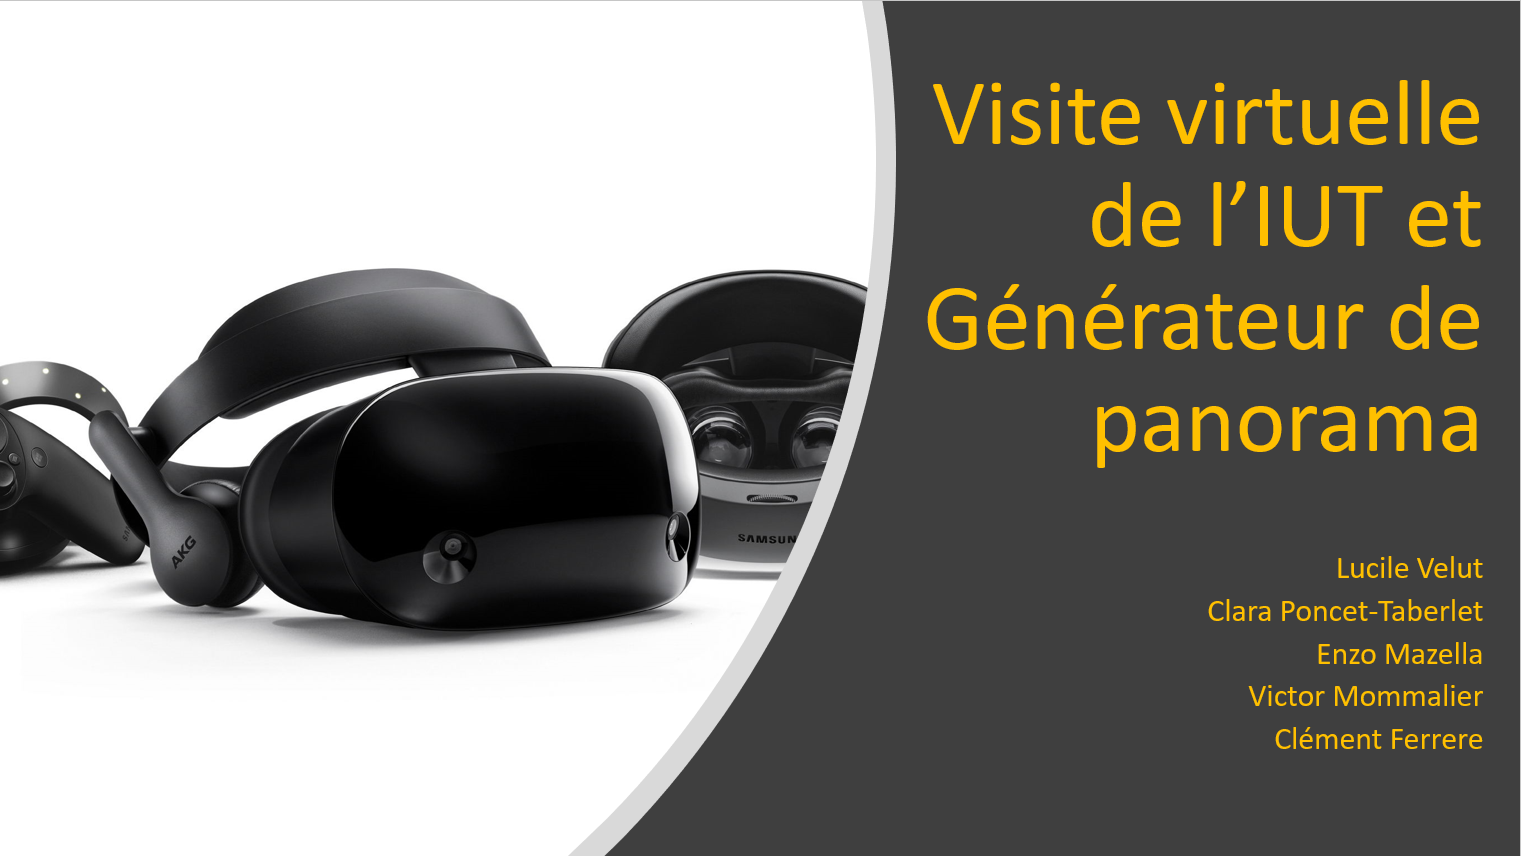 Visite virtuelle
de l’IUT et
Générateur de
panorama
Lucile Velut
Clara Poncet-Taberlet
Enzo Mazella
Victor Mommalier
Clément Ferrere
AKG
SAMSUN